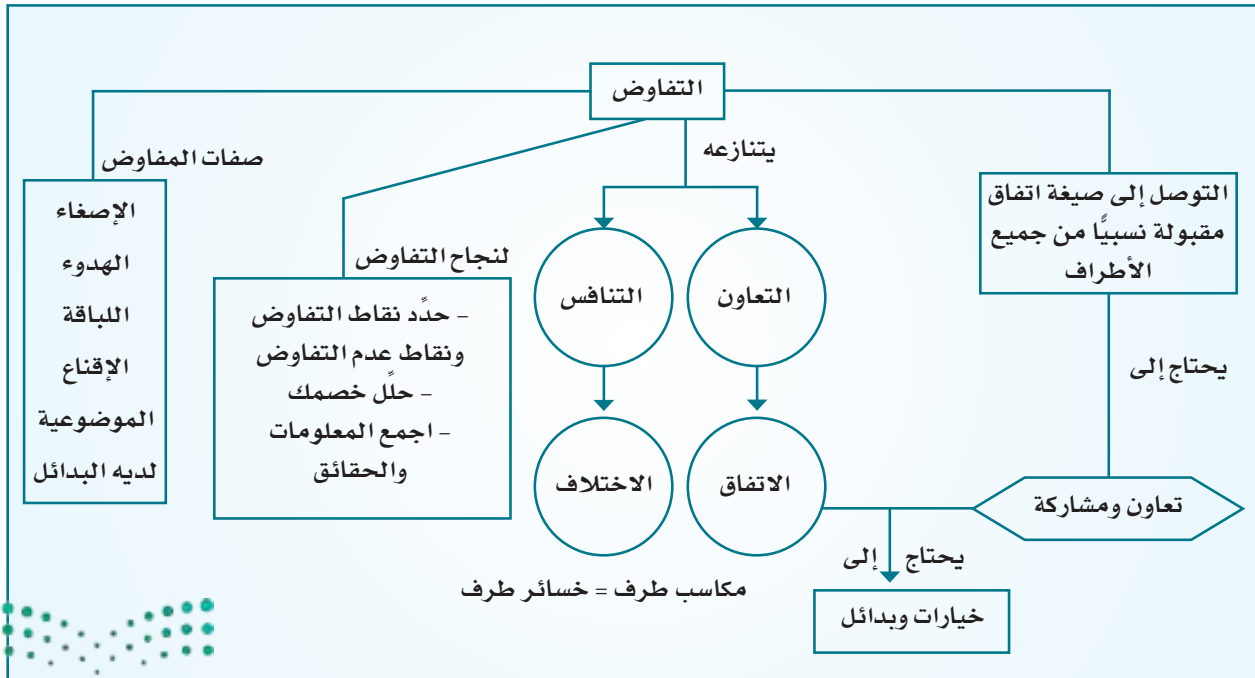 التفاوض
التوصل إلى صيغة اتفاق
مقبولة نسبيًّا من جميع
الأطراف
يحتاج إلى
تعاون ومشاركة
يتنازعه
التعاون
التنافس
الاتفاق
الاختلاف
يحتاج إلى
خيارات وبدائل
مكاسب طرف = خسائر طرف
لنجاح التفاوض
– حدِّد نقاط التفاوض
ونقاط عدم التفاوض
– حلِّل خصمك
– اجمع المعلومات
والحقائق
صفات المفاوض
الإصغاء
الهدوء
اللباقة
الإقناع
الموضوعية
لديه البدائل